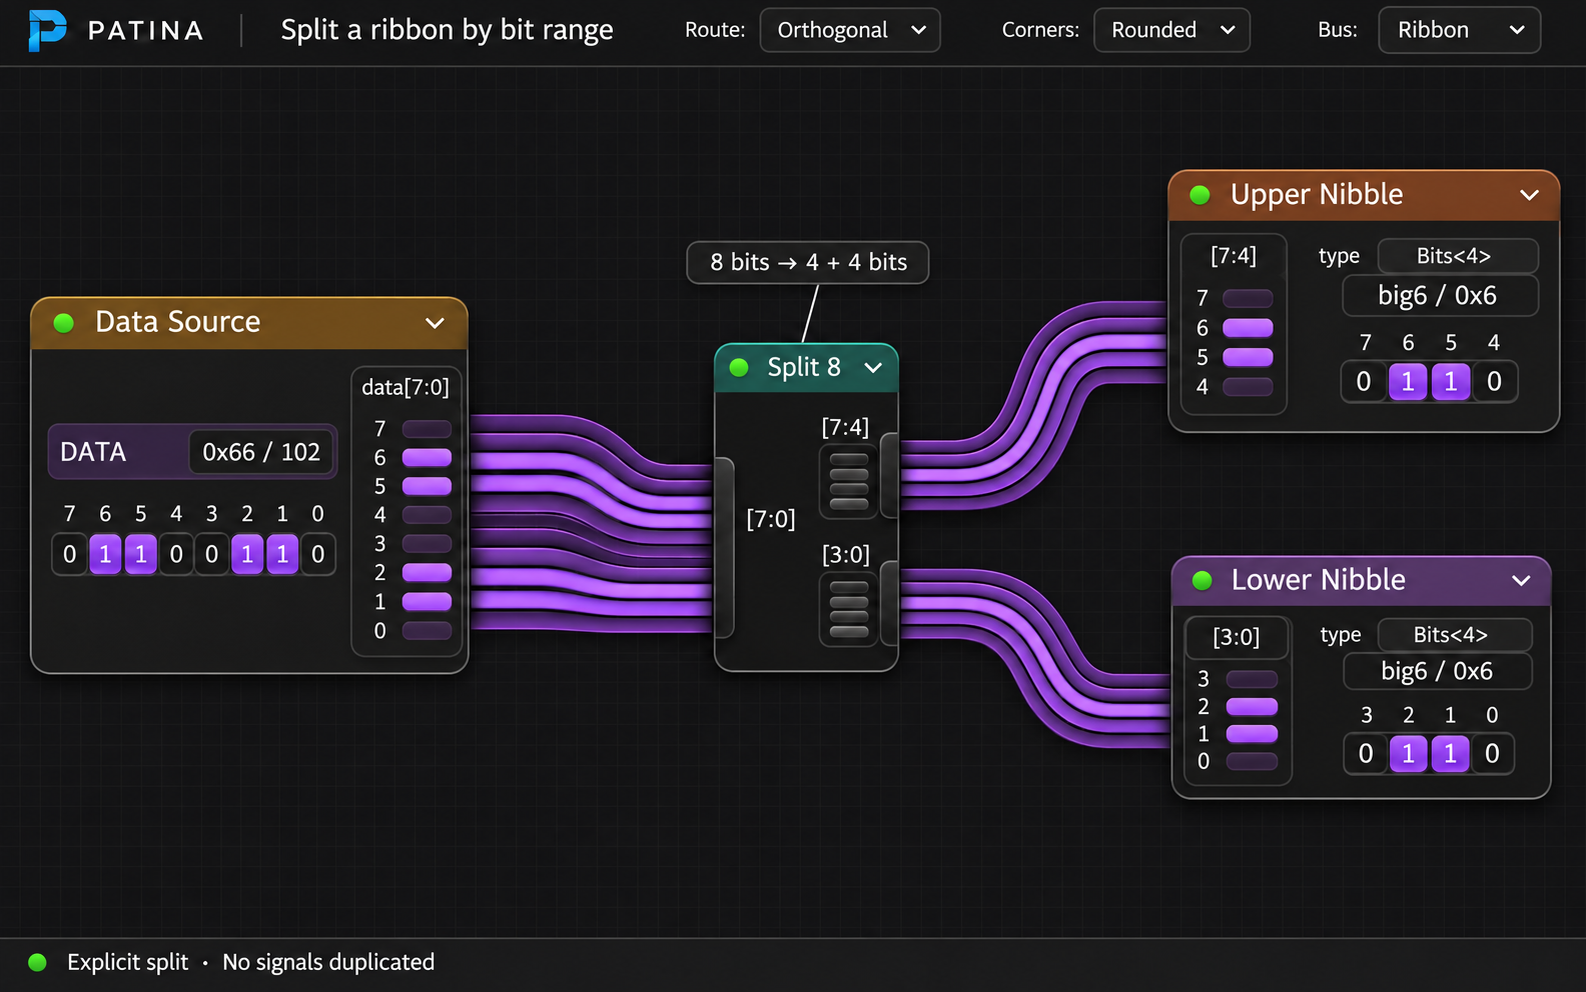 PATINA
Split a ribbon by bit range
Route: Orthogonal
Corners: Rounded
Bus: Ribbon
Data Source
data[7:0]
DATA 0x66 / 102
7 6 5 4 3 2 1 0
0 1 1 0 0 1 1 0
7
6
5
4
3
2
1
0
8 bits → 4 + 4 bits
Split 8
[7:4]
[7:0]
[3:0]
Upper Nibble
[7:4]
7
6
5
4
type Bits<4>
big6 / 0x6
7 6 5 4
0 1 1 0
Lower Nibble
[3:0]
3
2
1
0
type Bits<4>
big6 / 0x6
3 2 1 0
0 1 1 0
Explicit split · No signals duplicated